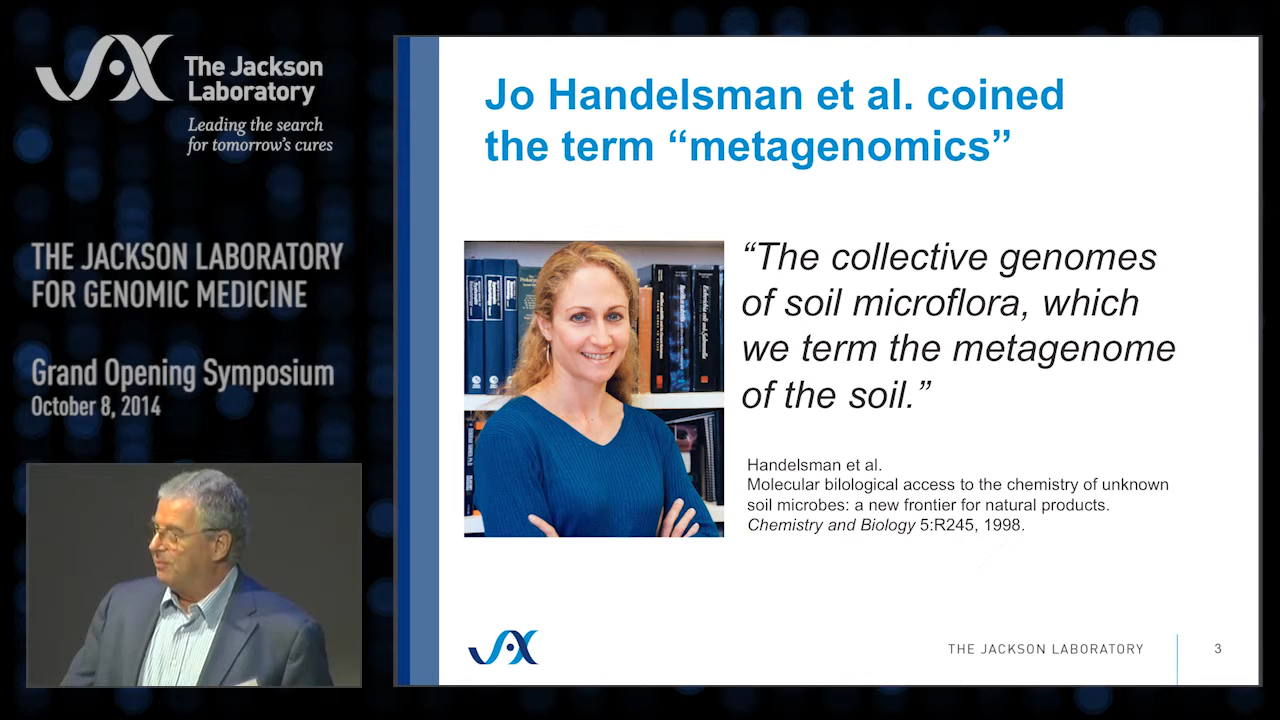 The Jackson
Laboratory
Leading the search
for tomorrow's cures
THE JACKSON LABORATORY
FOR GENOMIC MEDICINE
Grand Opening Symposium
October 8, 2014
Jo Handelsman et al. coined
the term “metagenomics”
“The collective genomes
of soil microflora, which
we term the metagenome
of the soil.”
Handelsman et al.
Molecular bilological access to the chemistry of unknown
soil microbes: a new frontier for natural products.
Chemistry and Biology 5:R245, 1998.
JAX
THE JACKSON LABORATORY
3